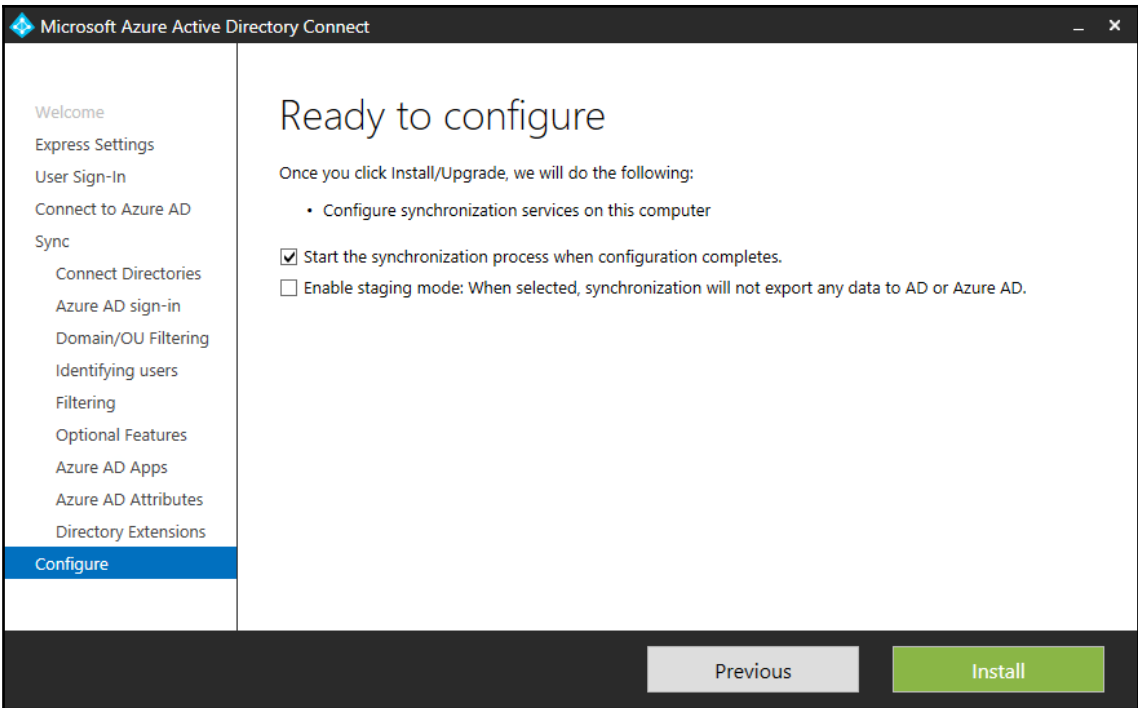 Microsoft Azure Active Directory Connect
Welcome
Express Settings
User Sign-In
Connect to Azure AD
Sync
Connect Directories
Azure AD sign-in
Domain/OU Filtering
Identifying users
Filtering
Optional Features
Azure AD Apps
Azure AD Attributes
Directory Extensions
Configure
Ready to configure
Once you click Install/Upgrade, we will do the following:
• Configure synchronization services on this computer
Start the synchronization process when configuration completes.
Enable staging mode: When selected, synchronization will not export any data to AD or Azure AD.
Previous
Install